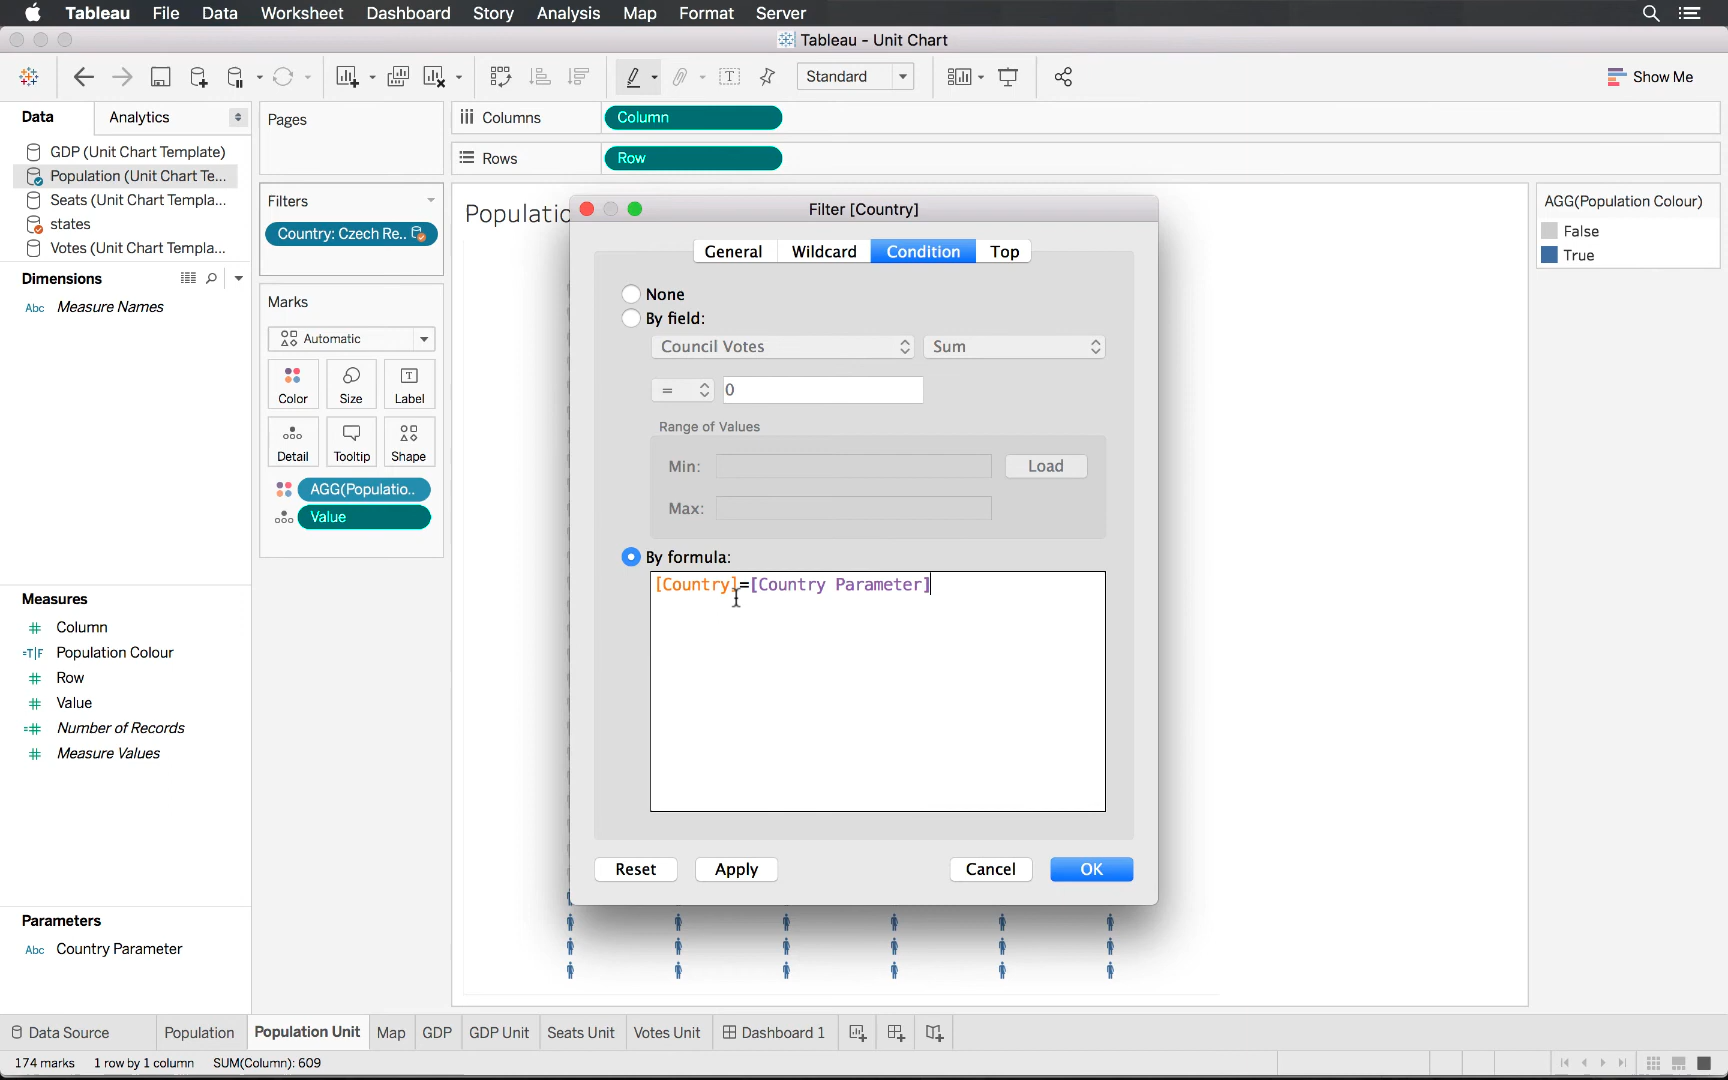 Tableau File Data Worksheet Dashboard Story Analysis Map Format Server
Tableau - Unit Chart
Standard
Show Me
Data Analytics
GDP (Unit Chart Template)
Population (Unit Chart Te...
Seats (Unit Chart Templa...
states
Votes (Unit Chart Templa...
Dimensions
Abc Measure Names
Measures
# Column
=T|F Population Colour
# Row
# Value
=# Number of Records
# Measure Values
Parameters
Abc Country Parameter
Pages
Filters
Country: Czech Re..
Marks
Automatic
Color Size Label
Detail Tooltip Shape
AGG(Populatio..
Value
Columns Column
Rows Row
Populatio
Filter [Country]
General Wildcard Condition Top
None
By field:
Council Votes Sum
= 0
Range of Values
Min: Load
Max:
By formula:
[Country]=[Country Parameter]
Reset Apply Cancel OK
AGG(Population Colour)
False
True
Data Source Population Population Unit Map GDP GDP Unit Seats Unit Votes Unit Dashboard 1
174 marks 1 row by 1 column SUM(Column): 609